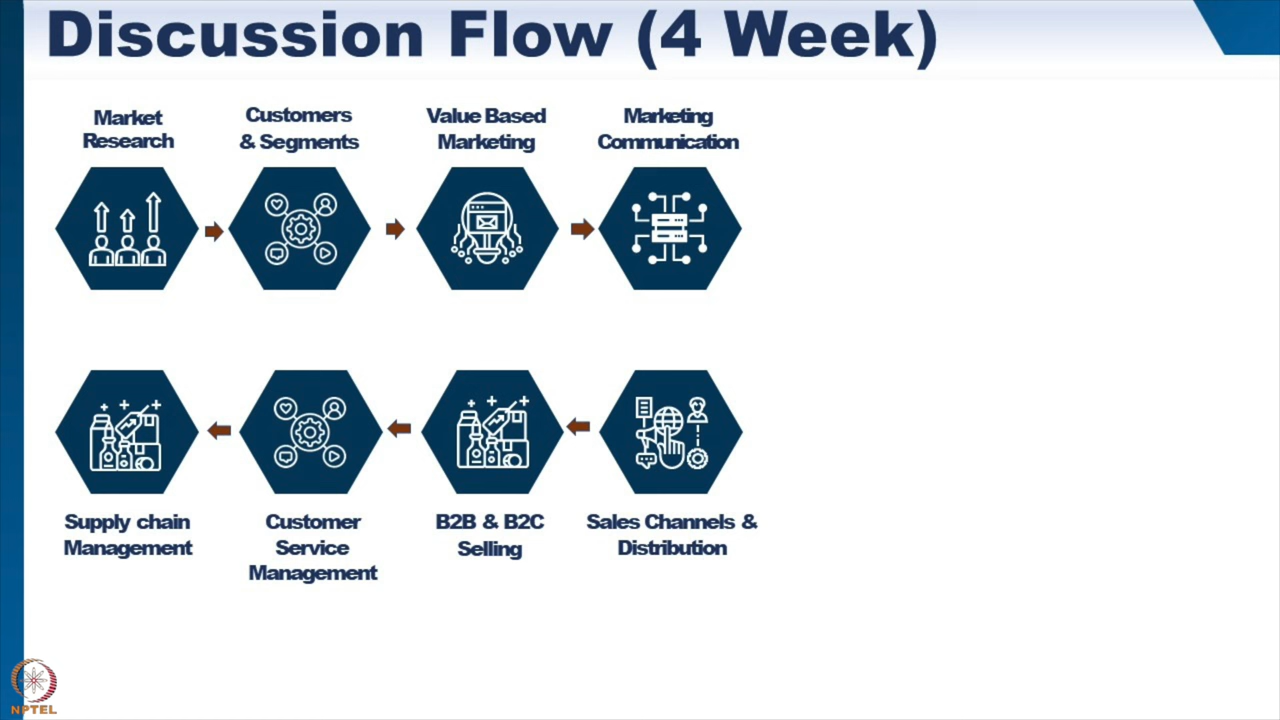 Discussion Flow (4 Week)
Market
Research
Customers
& Segments
Value Based
Marketing
Marketing
Communication
Supply chain
Management
Customer
Service
Management
B2B & B2C
Selling
Sales Channels &
Distribution
NPTEL